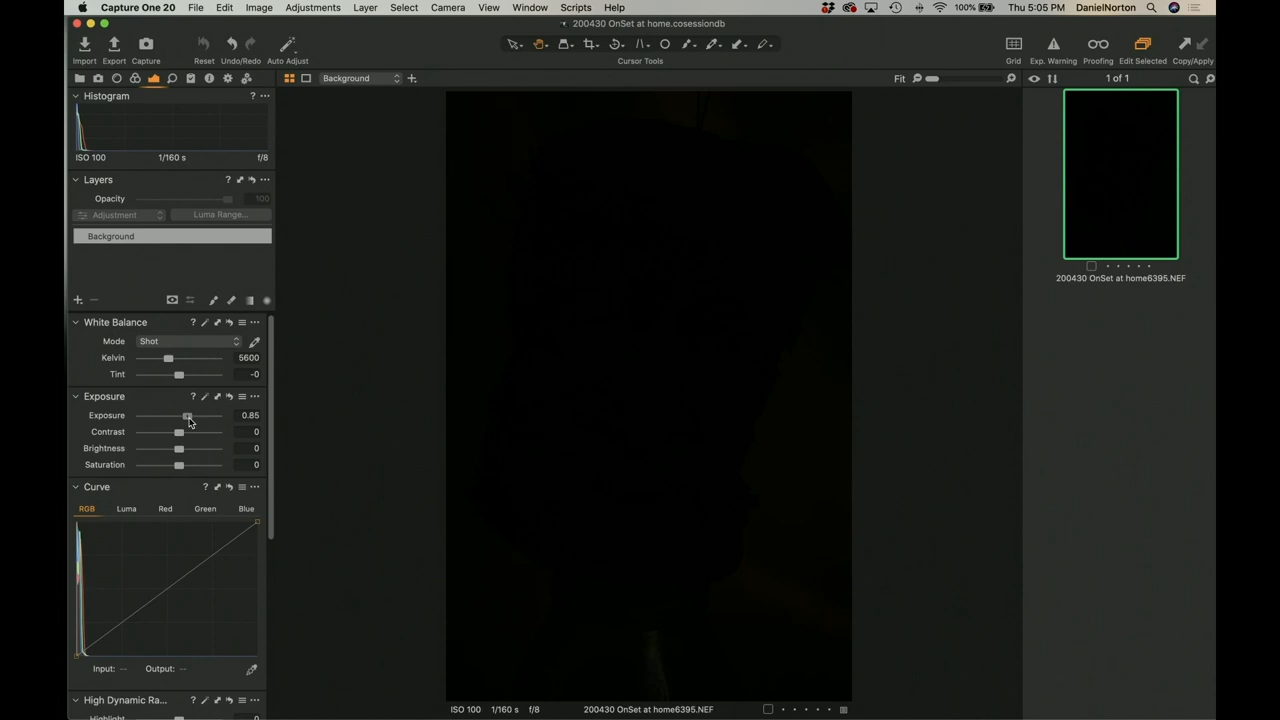 Capture One 20 File Edit Image Adjustments Layer Select Camera View Window Scripts Help 100% Thu 5:05 PM DanielNorton
200430 OnSet at home.cosessiondb
Import Export Capture Reset Undo/Redo Auto Adjust Cursor Tools Grid Exp. Warning Proofing Edit Selected Copy/Apply
Background Fit 1 of 1
Histogram ?
ISO 100 1/160 s f/8
Layers ?
Opacity 100
Adjustment Luma Range...
Background
200430 OnSet at home6395.NEF
White Balance ?
Mode Shot
Kelvin 5600
Tint -0
Exposure ?
Exposure 0.85
Contrast 0
Brightness 0
Saturation 0
Curve ?
RGB Luma Red Green Blue
Input: -- Output: --
High Dynamic Ra... ?
Highlight 0
ISO 100 1/160 s f/8 200430 OnSet at home6395.NEF